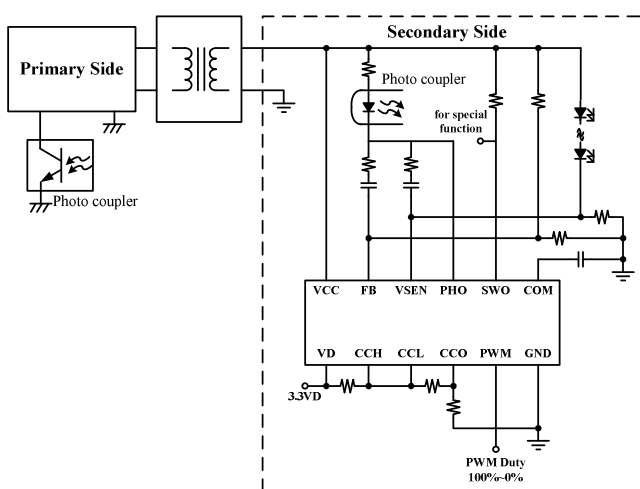 Secondary Side
Primary Side
Photo coupler
for special
function
Photo coupler
VCC FB VSEN PHO SWO COM
VD CCH CCL CCO PWM GND
3.3VD
PWM Duty
100%~0%